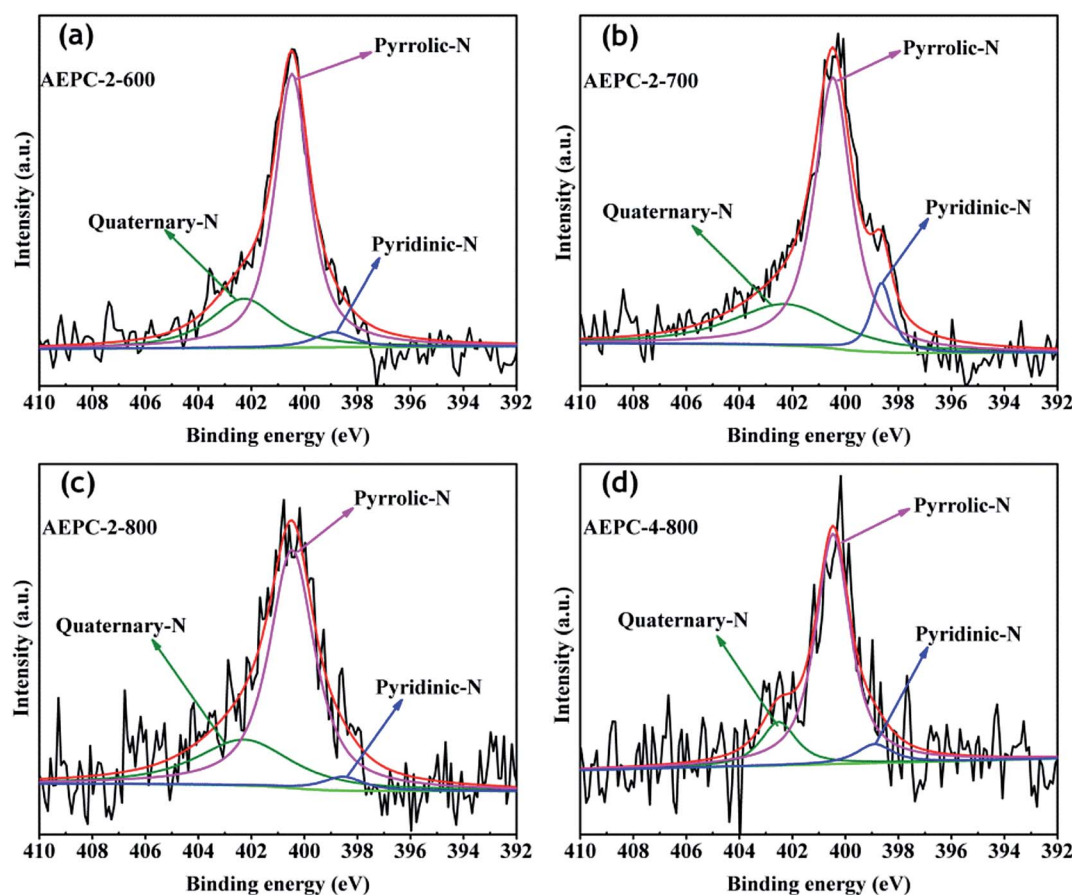 (a)
AEPC-2-600
Pyrrolic-N
Quaternary-N
Pyridinic-N
Intensity (a.u.)
410 408 406 404 402 400 398 396 394 392
Binding energy (eV)
(b)
AEPC-2-700
Pyrrolic-N
Quaternary-N
Pyridinic-N
Intensity (a.u.)
410 408 406 404 402 400 398 396 394 392
Binding energy (eV)
(c)
AEPC-2-800
Pyrrolic-N
Quaternary-N
Pyridinic-N
Intensity (a.u.)
410 408 406 404 402 400 398 396 394 392
Binding energy (eV)
(d)
AEPC-4-800
Pyrrolic-N
Quaternary-N
Pyridinic-N
Intensity (a.u.)
410 408 406 404 402 400 398 396 394 392
Binding energy (eV)